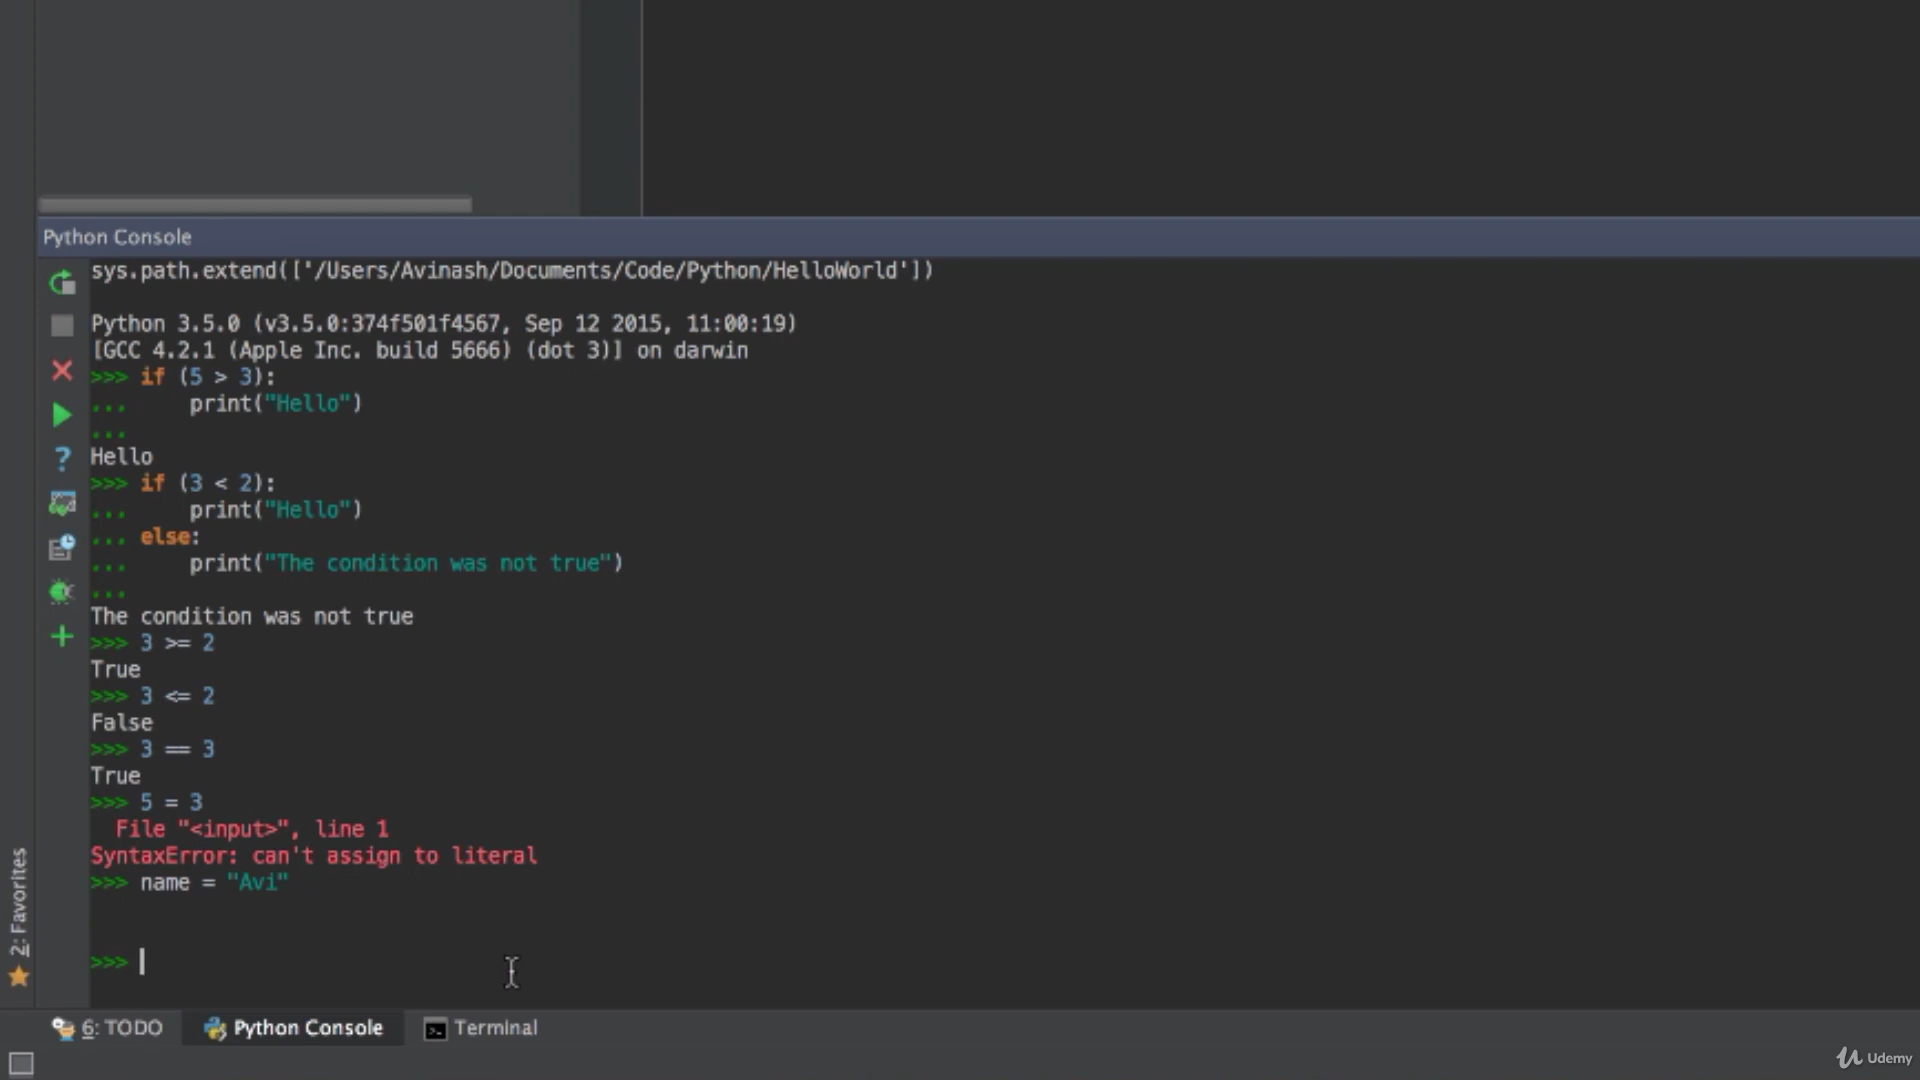 Python Console
sys.path.extend(['/Users/Avinash/Documents/Code/Python/HelloWorld'])
Python 3.5.0 (v3.5.0:374f501f4567, Sep 12 2015, 11:00:19)
[GCC 4.2.1 (Apple Inc. build 5666) (dot 3)] on darwin
>>> if (5 > 3):
...     print("Hello")
...
Hello
>>> if (3 < 2):
...     print("Hello")
... else:
...     print("The condition was not true")
...
The condition was not true
>>> 3 >= 2
True
>>> 3 <= 2
False
>>> 3 == 3
True
>>> 5 = 3
  File "<input>", line 1
SyntaxError: can't assign to literal
>>> name = "Avi"
>>>
2: Favorites
6: TODO Python Console Terminal
Udemy